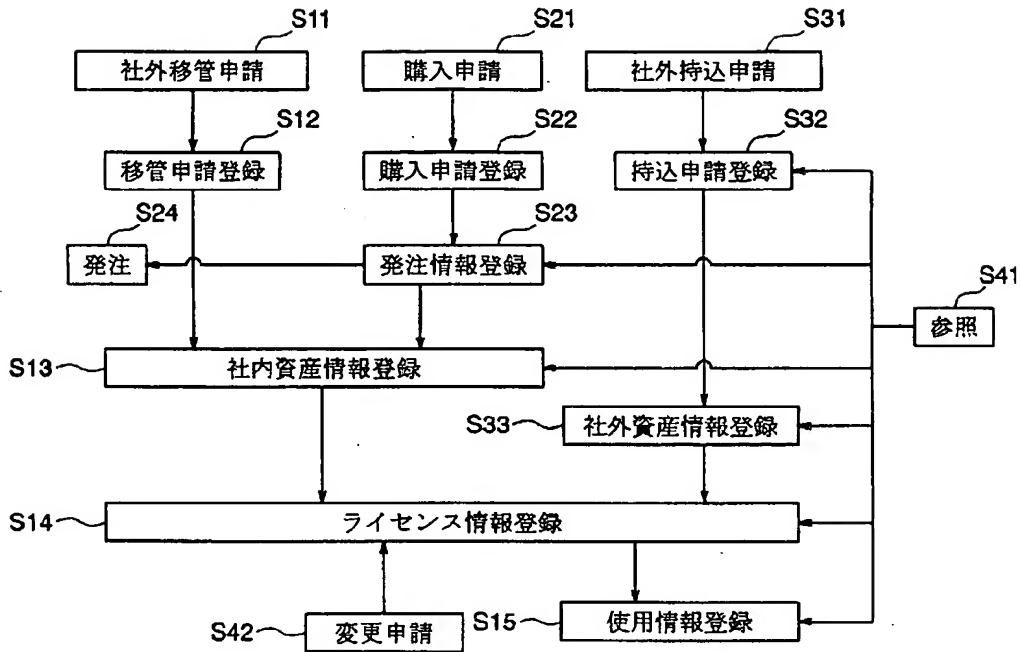 S11
S21
S31
社外移管申請
購入申請
社外持込申請
S12
S22
S32
移管申請登録
購入申請登録
持込申請登録
S24
S23
発注
発注情報登録
S41
参照
S13
社内資産情報登録
S33
社外資産情報登録
S14
ライセンス情報登録
S42
変更申請
S15
使用情報登録